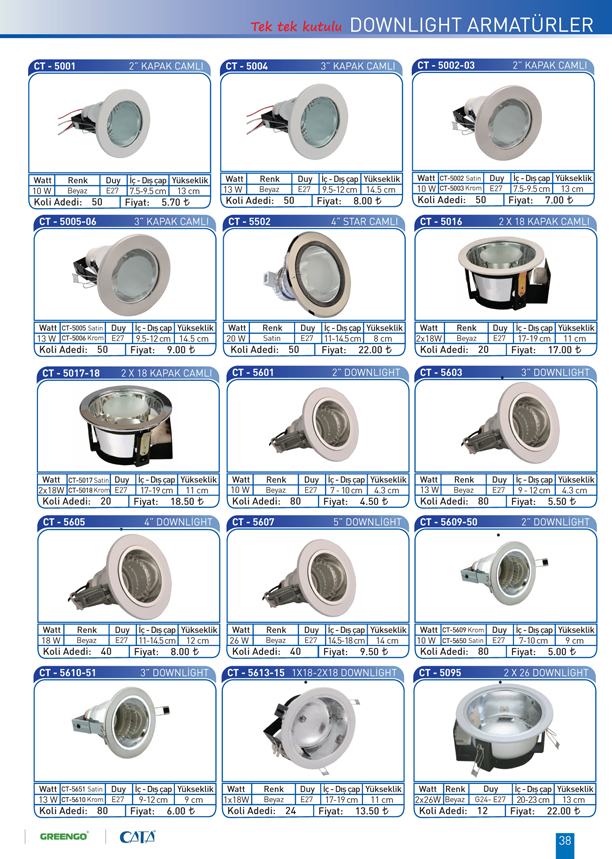 Tek tek kutulu DOWNLIGHT ARMATÜRLER
CT - 5001 2” KAPAK CAMLI
Watt Renk Duy İç - Dış çap Yükseklik
10 W Beyaz E27 7.5-9.5 cm 13 cm
Koli Adedi: 50 Fiyat: 5.70 ₺
CT - 5004 3” KAPAK CAMLI
Watt Renk Duy İç - Dış çap Yükseklik
13 W Beyaz E27 9.5-12 cm 14.5 cm
Koli Adedi: 50 Fiyat: 8.00 ₺
CT - 5002-03 2” KAPAK CAMLI
Watt CT-5002 Satin Duy İç - Dış çap Yükseklik
10 W CT-5003 Krom E27 7.5-9.5 cm 13 cm
Koli Adedi: 50 Fiyat: 7.00 ₺
CT - 5005-06 3” KAPAK CAMLI
Watt CT-5005 Satin Duy İç - Dış çap Yükseklik
13 W CT-5006 Krom E27 9.5-12 cm 14.5 cm
Koli Adedi: 50 Fiyat: 9.00 ₺
CT - 5502 4” STAR CAMLI
Watt Renk Duy İç - Dış çap Yükseklik
20 W Satin E27 11-14.5 cm 8 cm
Koli Adedi: 50 Fiyat: 22.00 ₺
CT - 5016 2 X 18 KAPAK CAMLI
Watt Renk Duy İç - Dış çap Yükseklik
2x18W Beyaz E27 17-19 cm 11 cm
Koli Adedi: 20 Fiyat: 17.00 ₺
CT - 5017-18 2 X 18 KAPAK CAMLI
Watt CT-5017 Satin Duy İç - Dış çap Yükseklik
2x18W CT-5018 Krom E27 17-19 cm 11 cm
Koli Adedi: 20 Fiyat: 18.50 ₺
CT - 5601 2” DOWNLIGHT
Watt Renk Duy İç - Dış çap Yükseklik
10 W Beyaz E27 7 - 10 cm 4.3 cm
Koli Adedi: 80 Fiyat: 4.50 ₺
CT - 5603 3” DOWNLIGHT
Watt Renk Duy İç - Dış çap Yükseklik
13 W Beyaz E27 9 - 12 cm 4.3 cm
Koli Adedi: 80 Fiyat: 5.50 ₺
CT - 5605 4” DOWNLİGHT
Watt Renk Duy İç - Dış çap Yükseklik
18 W Beyaz E27 11-14.5 cm 12 cm
Koli Adedi: 40 Fiyat: 8.00 ₺
CT - 5607 5” DOWNLİGHT
Watt Renk Duy İç - Dış çap Yükseklik
26 W Beyaz E27 14.5-18 cm 14 cm
Koli Adedi: 40 Fiyat: 9.50 ₺
CT - 5609-50 2” DOWNLİGHT
Watt CT-5609 Krom Duy İç - Dış çap Yükseklik
10 W CT-5650 Satin E27 7-10 cm 9 cm
Koli Adedi: 80 Fiyat: 5.00 ₺
CT - 5610-51 3” DOWNLİGHT
Watt CT-5651 Satin Duy İç - Dış çap Yükseklik
13 W CT-5610 Krom E27 9-12 cm 9 cm
Koli Adedi: 80 Fiyat: 6.00 ₺
CT - 5613-15 1X18-2X18 DOWNLİGHT
Watt Renk Duy İç - Dış çap Yükseklik
1x18W Beyaz E27 17-19 cm 11 cm
Koli Adedi: 24 Fiyat: 13.50 ₺
CT - 5095 2 X 26 DOWNLİGHT
Watt Renk Duy İç - Dış çap Yükseklik
2x26W Beyaz G24- E27 20-23 cm 13 cm
Koli Adedi: 12 Fiyat: 22.00 ₺
GREENGO® CATA® 38